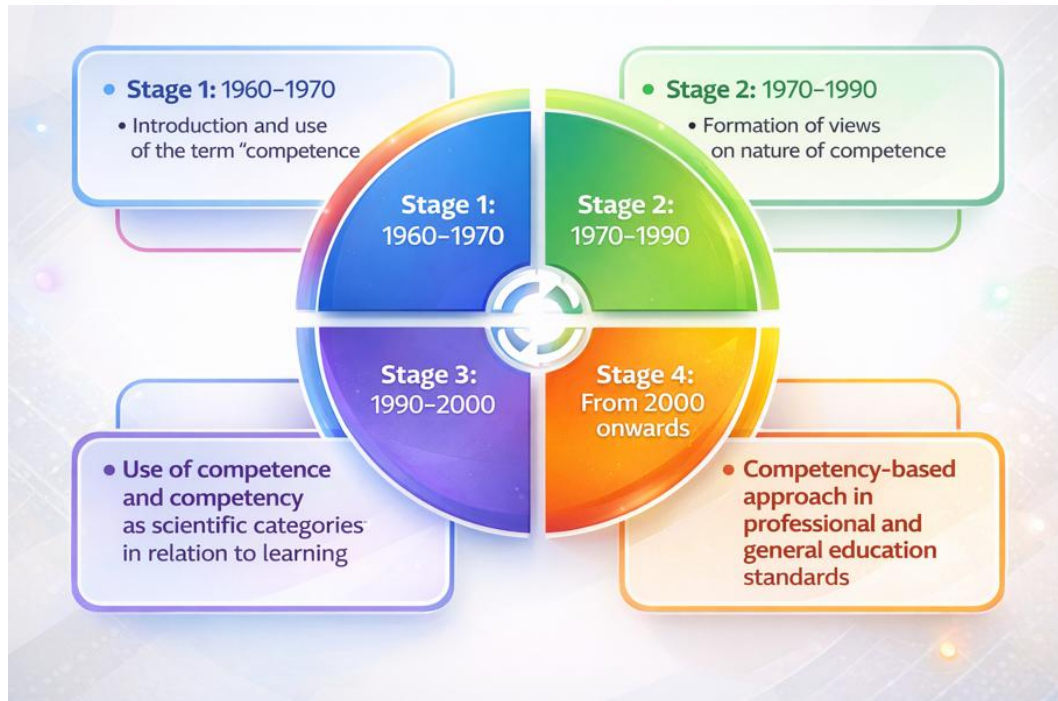 • Stage 1: 1960–1970
• Introduction and use
of the term “competence
• Stage 2: 1970–1990
• Formation of views
on nature of competence
Stage 1:
1960–1970
Stage 2:
1970–1990
Stage 3:
1990–2000
Stage 4:
From 2000
onwards
• Use of competence
and competency
as scientific categories
in relation to learning
• Competency-based
approach in
professional and
general education
standards